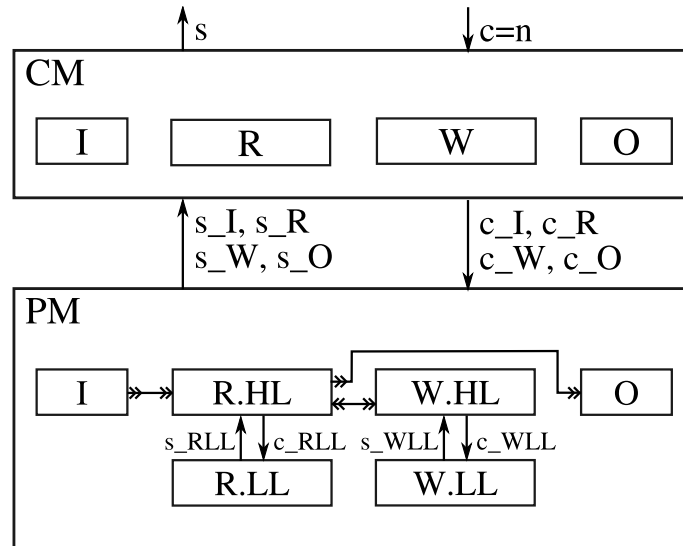 s
c=n
CM
I
R
W
O
s_I, s_R
s_W, s_O
c_I, c_R
c_W, c_O
PM
I
R.HL
W.HL
O
s_RLL
c_RLL
s_WLL
c_WLL
R.LL
W.LL